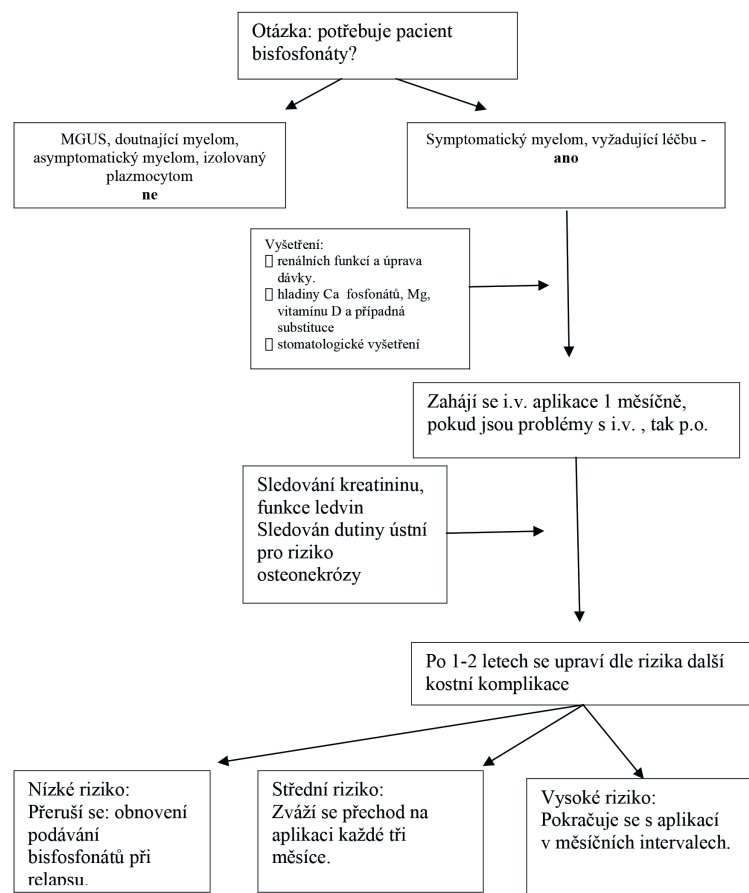 Otázka: potřebuje pacient
bisfosfonáty?
MGUS, doutnající myelom,
asymptomatický myelom, izolovaný
plazmocytom
ne
Symptomatický myelom, vyžadující léčbu -
ano
Vyšetření:
▯ renálních funkcí a úprava
dávky.
▯ hladiny Ca  fosfonátů, Mg,
vitamínu D a případná
substituce
▯ stomatologické vyšetření
Zahájí se i.v. aplikace 1 měsíčně,
pokud jsou problémy s i.v. , tak p.o.
Sledování kreatininu,
funkce ledvin
Sledován dutiny ústní
pro riziko
osteonekrózy
Po 1-2 letech se upraví dle rizika další
kostní komplikace
Nízké riziko:
Přeruší se: obnovení
podávání
bisfosfonátů při
relapsu.
Střední riziko:
Zváží se přechod na
aplikaci každé tři
měsíce.
Vysoké riziko:
Pokračuje se s aplikací
v měsíčních intervalech.